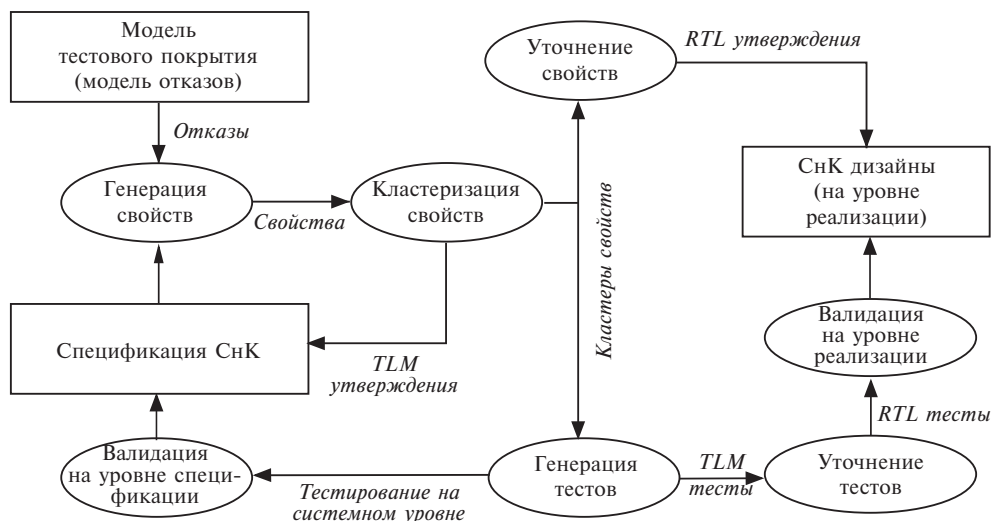 Модель
тестового покрытия
(модель отказов)
Отказы
Генерация
свойств
Свойства
Кластеризация
свойств
Уточнение
свойств
RTL утверждения
СнК дизайны
(на уровне
реализации)
Кластеры свойств
Спецификация СнК
TLM
утверждения
Валидация
на уровне
реализации
RTL тесты
Валидация
на уровне специ-
фикации
Тестирование на
системном уровне
Генерация
тестов
TLM
тесты
Уточнение
тестов